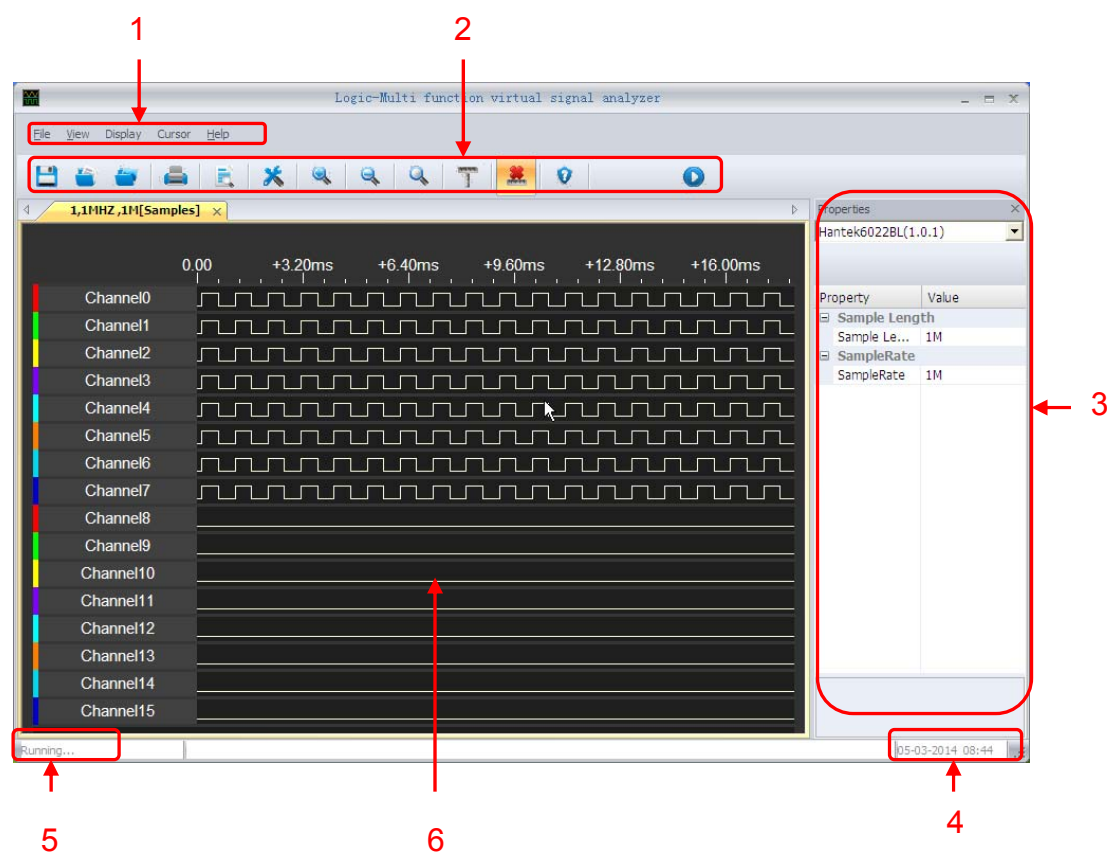 1
2
Logic-Multi function virtual signal analyzer
File View Display Cursor Help
1,1MHZ,1M[Samples]
Properties
Hantek6022BL(1.0.1)
0.00 +3.20ms +6.40ms +9.60ms +12.80ms +16.00ms
Property Value
Sample Length
Sample Le... 1M
SampleRate
SampleRate 1M
Channel0
Channel1
Channel2
Channel3
Channel4
Channel5
Channel6
Channel7
Channel8
Channel9
Channel10
Channel11
Channel12
Channel13
Channel14
Channel15
3
Running...
05-03-2014 08:44
5
6
4